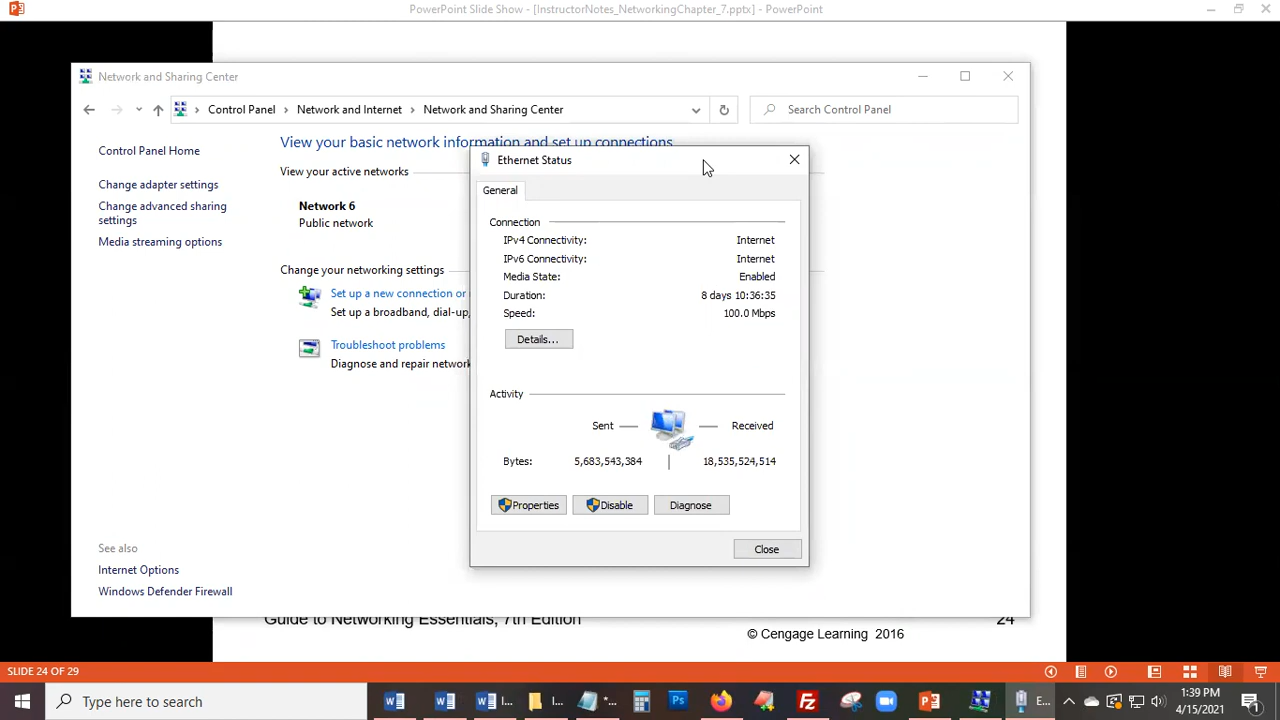 PowerPoint Slide Show - [InstructorNotes_NetworkingChapter_7.pptx] - PowerPoint
Network and Sharing Center
Control Panel > Network and Internet > Network and Sharing Center
Search Control Panel
Control Panel Home
Change adapter settings
Change advanced sharing
settings
Media streaming options
View your basic network information and set up connections
View your active networks
Network 6
Public network
Change your networking settings
Set up a new connection or
Set up a broadband, dial-up,
Troubleshoot problems
Diagnose and repair network
See also
Internet Options
Windows Defender Firewall
Ethernet Status
General
Connection
IPv4 Connectivity: Internet
IPv6 Connectivity: Internet
Media State: Enabled
Duration: 8 days 10:36:35
Speed: 100.0 Mbps
Details...
Activity
Sent — — Received
Bytes: 5,683,543,384 | 18,535,524,514
Properties Disable Diagnose
Close
Guide to Networking Essentials, 7th Edition
24
© Cengage Learning 2016
SLIDE 24 OF 29
Type here to search
I...
I...
"...
E...
1:39 PM
4/15/2021
1